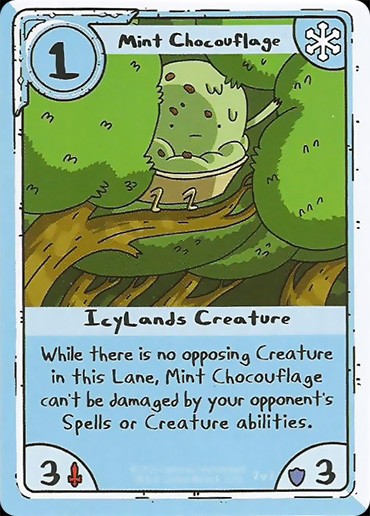 1
Mint Chocouflage
IcyLands Creature
While there is no opposing Creature
in this Lane, Mint Chocouflage
can't be damaged by your opponent's
Spells or Creature abilities.
3
3